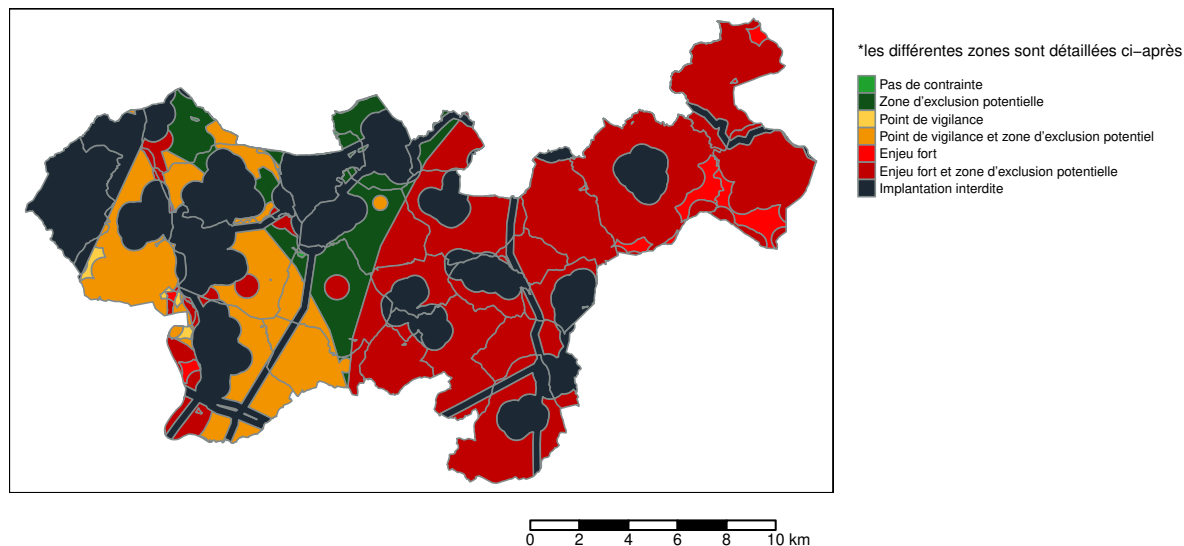 *les différentes zones sont détaillées ci–après
Pas de contrainte
Zone d'exclusion potentielle
Point de vigilance
Point de vigilance et zone d'exclusion potentiel
Enjeu fort
Enjeu fort et zone d'exclusion potentielle
Implantation interdite
0 2 4 6 8 10 km